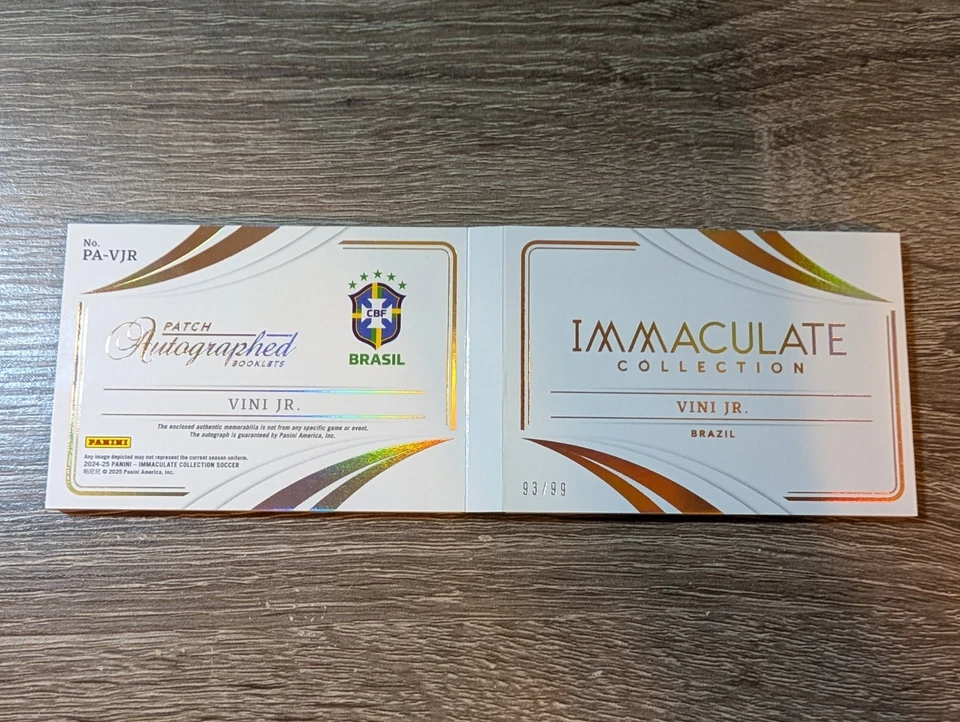 No.
PA-VJR
PATCH
Autographed
BOOKLETS
CBF
BRASIL
VINI JR.
The enclosed authentic memorabilia is not from any specific game or event.
The autograph is guaranteed by Panini America, Inc.
PANINI
Any image depicted may not represent the current season uniform.
2024-25 PANINI – IMMACULATE COLLECTION SOCCER
帕尼尼 © 2025 Panini America, Inc.
IMMACULATE
COLLECTION
VINI JR.
BRAZIL
93/99